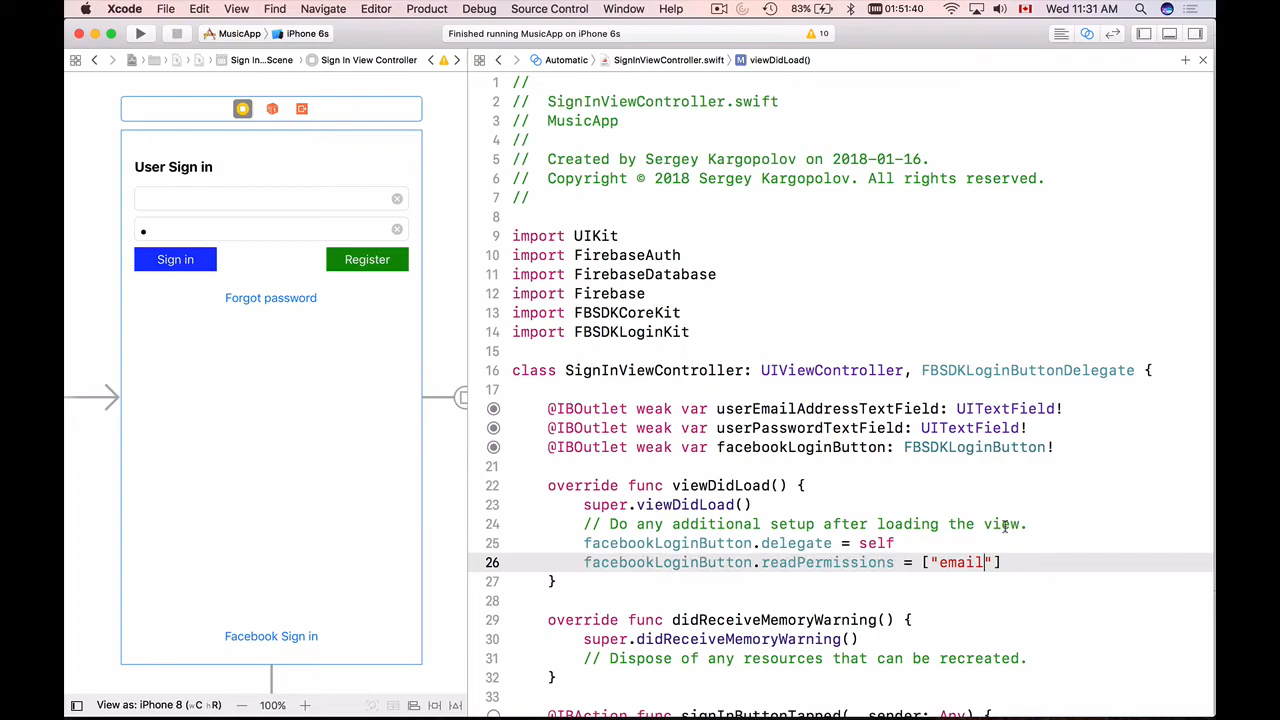 Xcode File Edit View Find Navigate Editor Product Debug Source Control Window Help 83% 01:51:40 Wed 11:31 AM
MusicApp iPhone 6s Finished running MusicApp on iPhone 6s 10
Sign In...Scene Sign In View Controller Automatic SignInViewController.swift M viewDidLoad()
User Sign in
Sign in Register
Forgot password
Facebook Sign in
View as: iPhone 8 (wC hR) 100%
1 //
2 // SignInViewController.swift
3 // MusicApp
4 //
5 // Created by Sergey Kargopolov on 2018-01-16.
6 // Copyright © 2018 Sergey Kargopolov. All rights reserved.
7 //
8
9 import UIKit
10 import FirebaseAuth
11 import FirebaseDatabase
12 import Firebase
13 import FBSDKCoreKit
14 import FBSDKLoginKit
15
16 class SignInViewController: UIViewController, FBSDKLoginButtonDelegate {
17
@IBOutlet weak var userEmailAddressTextField: UITextField!
@IBOutlet weak var userPasswordTextField: UITextField!
@IBOutlet weak var facebookLoginButton: FBSDKLoginButton!
21
22 override func viewDidLoad() {
23 super.viewDidLoad()
24 // Do any additional setup after loading the view.
25 facebookLoginButton.delegate = self
26 facebookLoginButton.readPermissions = ["email"]
27 }
28
29 override func didReceiveMemoryWarning() {
30 super.didReceiveMemoryWarning()
31 // Dispose of any resources that can be recreated.
32 }
33
@IBAction func signInButtonTapped(_ sender: Any) {